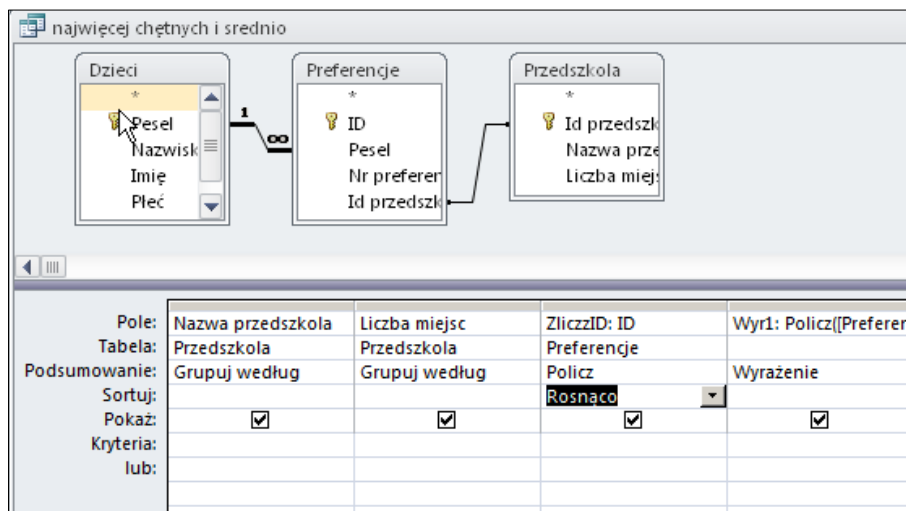 najwięcej chętnych i srednio
Dzieci
*
Pesel
Nazwisk
Imię
Płeć
1
∞
Preferencje
*
ID
Pesel
Nr preferer
Id przedszk
Przedszkola
*
Id przedszk
Nazwa prze
Liczba miejs
Pole: Nazwa przedszkola Liczba miejsc ZliczzID: ID Wyr1: Policz([Preferer
Tabela: Przedszkola Przedszkola Preferencje
Podsumowanie: Grupuj według Grupuj według Policz Wyrażenie
Sortuj: Rosnąco
Pokaż:
Kryteria:
lub: